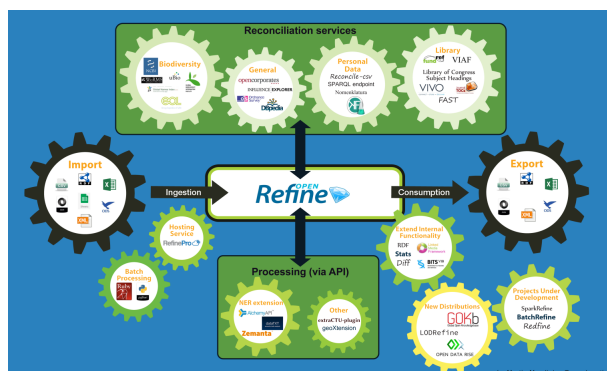 Reconciliation services
Biodiversity
EOL
General
opencorporates
INFLUENCE EXPLORER
DBpedia
Personal Data
Reconcile-csv
SPARQL endpoint
Nomenklatura
Library
fundref
VIAF
Library of Congress
Subject Headings
VIVO
FAST
Import
XML
Ingestion
OPEN
Refine
Consumption
Export
XML
Hosting
Service
RefinePro
Batch
Processing
Ruby
Processing (via API)
NER extension
AlchemyAPI
Zemanta
Other
extraCTU-plugin
geoXtension
Extend Internal
Functionality
RDF
Stats
Diff
BITS
New Distributions
GOKb
LODRefine
OPEN DATA RISE
Projects Under
Development
SparkRefine
BatchRefine
Redfine